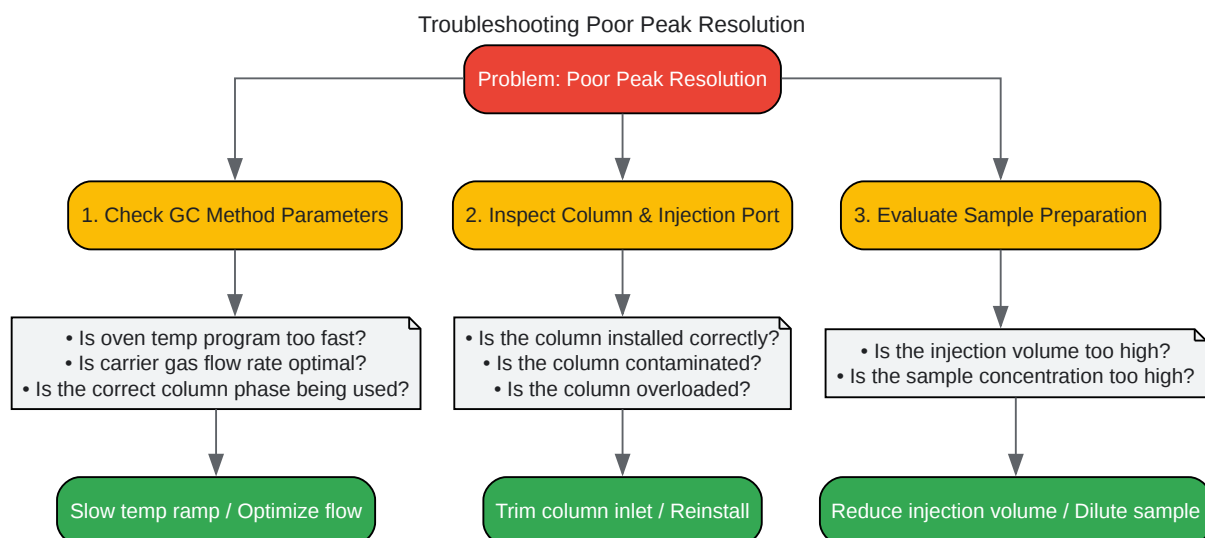 Troubleshooting Poor Peak Resolution
Problem: Poor Peak Resolution
1. Check GC Method Parameters
2. Inspect Column & Injection Port
3. Evaluate Sample Preparation
• Is oven temp program too fast?
• Is carrier gas flow rate optimal?
• Is the correct column phase being used?
• Is the column installed correctly?
• Is the column contaminated?
• Is the column overloaded?
• Is the injection volume too high?
• Is the sample concentration too high?
Slow temp ramp / Optimize flow
Trim column inlet / Reinstall
Reduce injection volume / Dilute sample